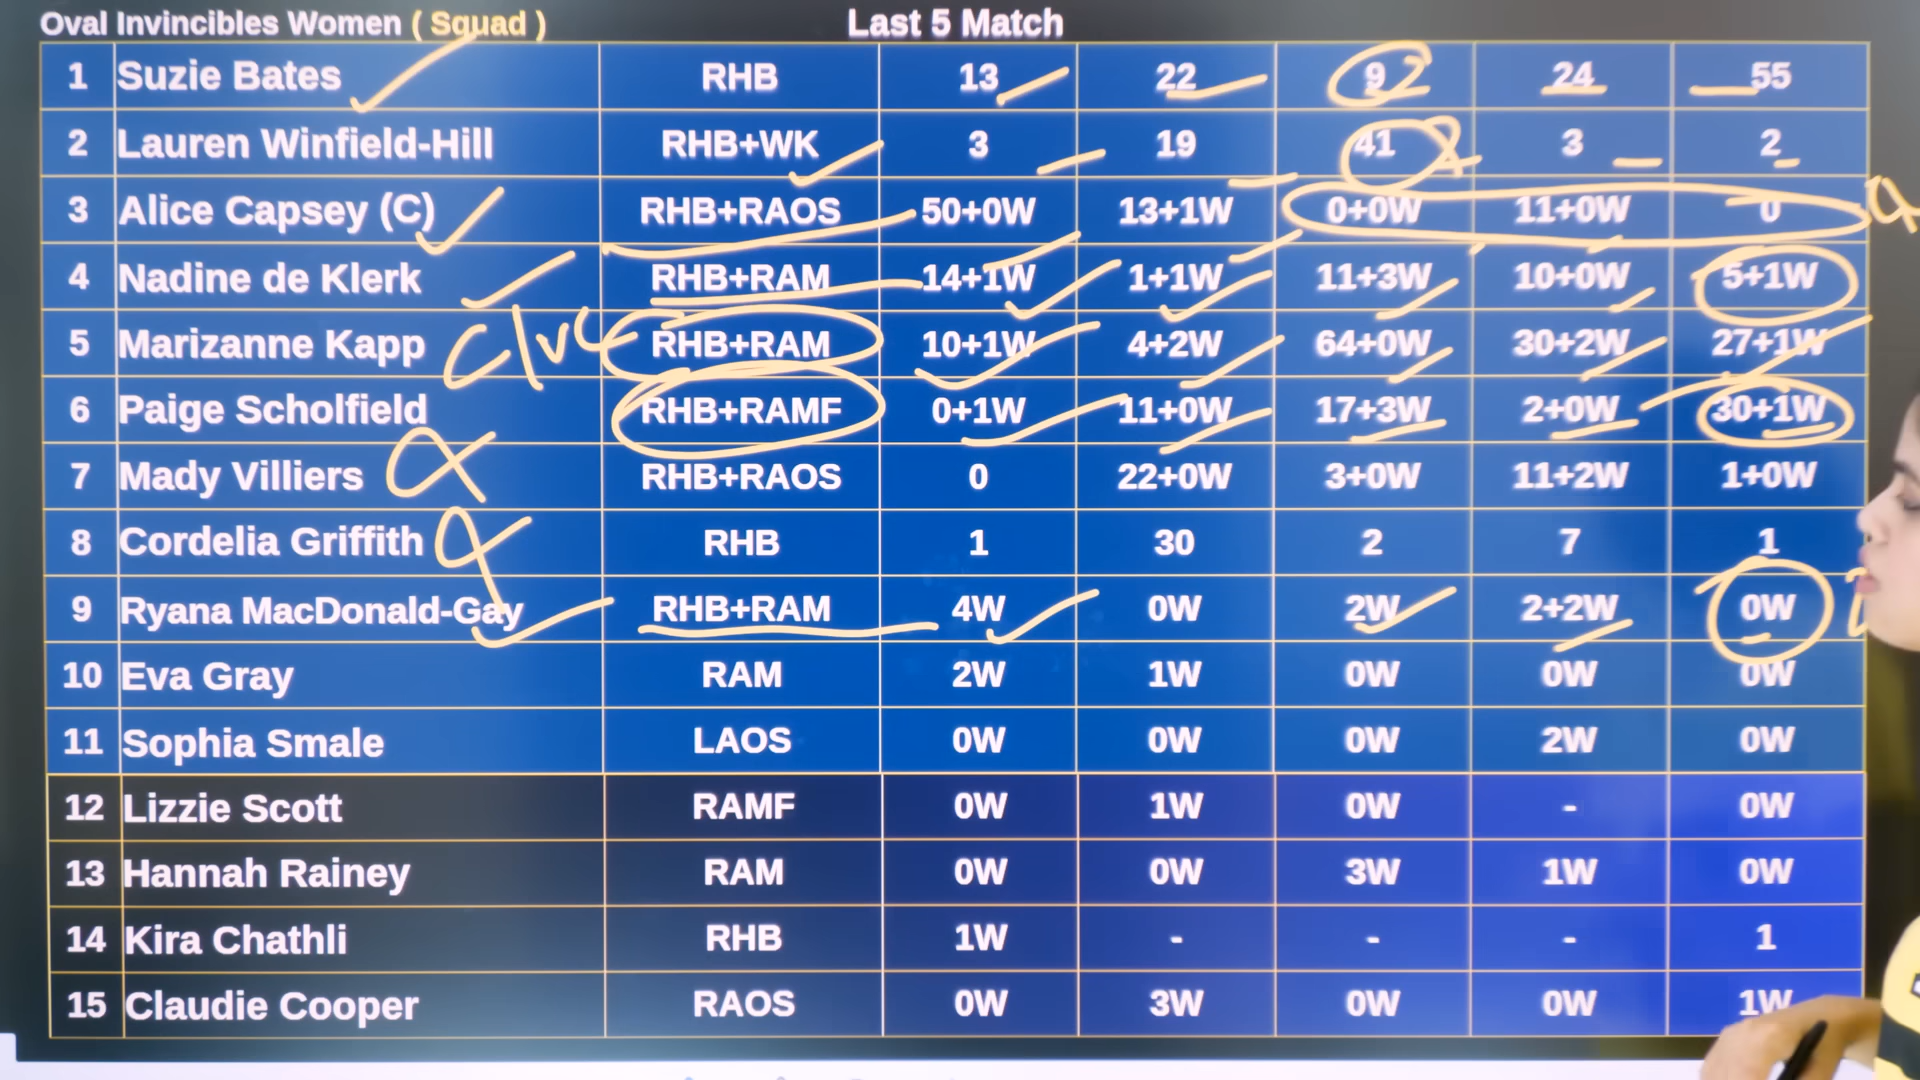 Oval Invincibles Women ( Squad ) Last 5 Match
1 Suzie Bates RHB 13 22 9 24 55
2 Lauren Winfield-Hill RHB+WK 3 19 41 3 2
3 Alice Capsey (C) RHB+RAOS 50+0W 13+1W 0+0W 11+0W 0
4 Nadine de Klerk RHB+RAM 14+1W 1+1W 11+3W 10+0W 5+1W
5 Marizanne Kapp RHB+RAM 10+1W 4+2W 64+0W 30+2W 27+1W
6 Paige Scholfield RHB+RAMF 0+1W 11+0W 17+3W 2+0W 30+1W
7 Mady Villiers RHB+RAOS 0 22+0W 3+0W 11+2W 1+0W
8 Cordelia Griffith RHB 1 30 2 7 1
9 Ryana MacDonald-Gay RHB+RAM 4W 0W 2W 2+2W 0W
10 Eva Gray RAM 2W 1W 0W 0W 0W
11 Sophia Smale LAOS 0W 0W 0W 2W 0W
12 Lizzie Scott RAMF 0W 1W 0W - 0W
13 Hannah Rainey RAM 0W 0W 3W 1W 0W
14 Kira Chathli RHB 1W - - - 1
15 Claudie Cooper RAOS 0W 3W 0W 0W 1W